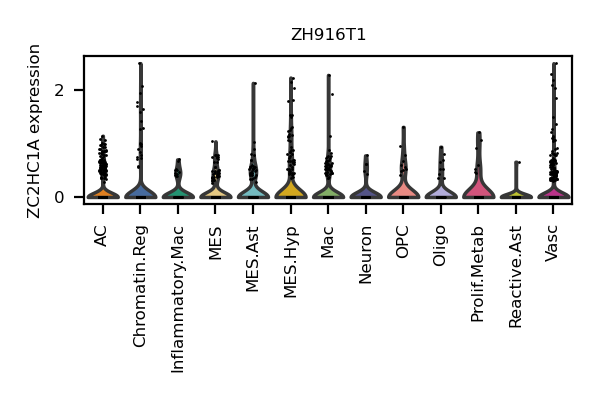 ZH916T1
ZC2HC1A expression
2
0
AC
Chromatin.Reg
Inflammatory.Mac
MES
MES.Ast
MES.Hyp
Mac
Neuron
OPC
Oligo
Prolif.Metab
Reactive.Ast
Vasc